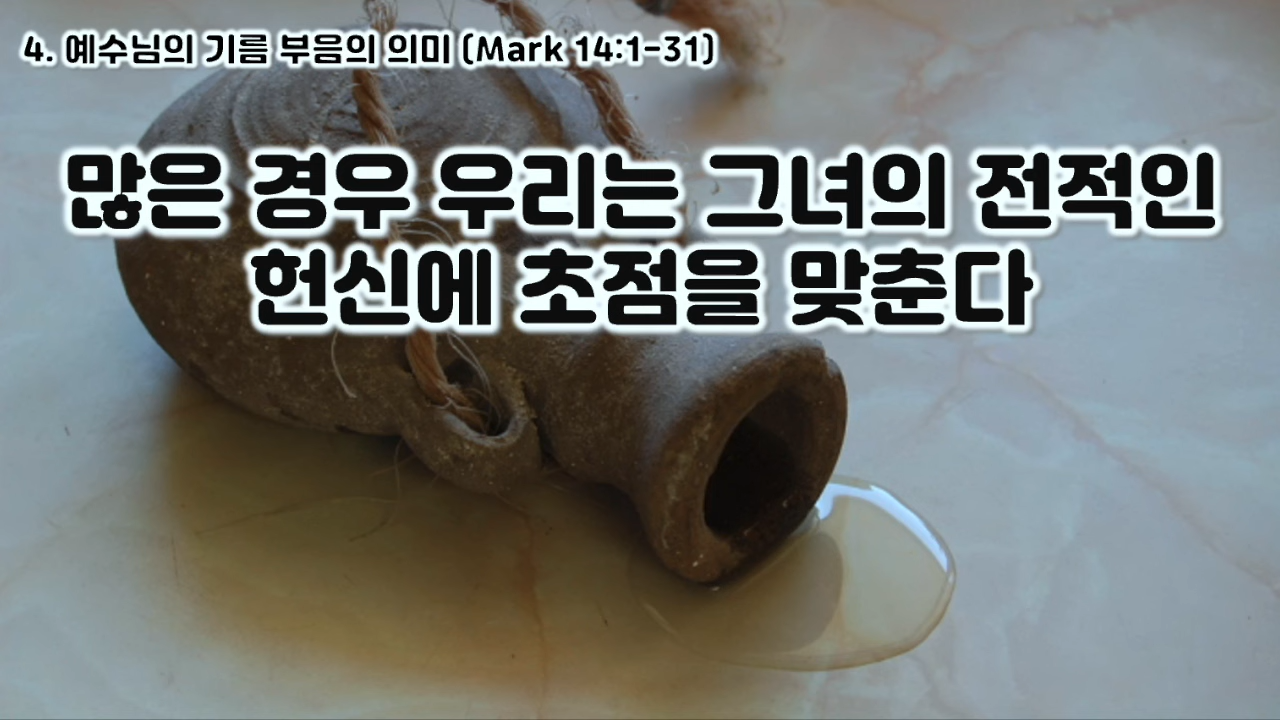 4. 예수님의 기름 부음의 의미 (Mark 14:1-31)
많은 경우 우리는 그녀의 전적인
헌신에 초점을 맞춘다